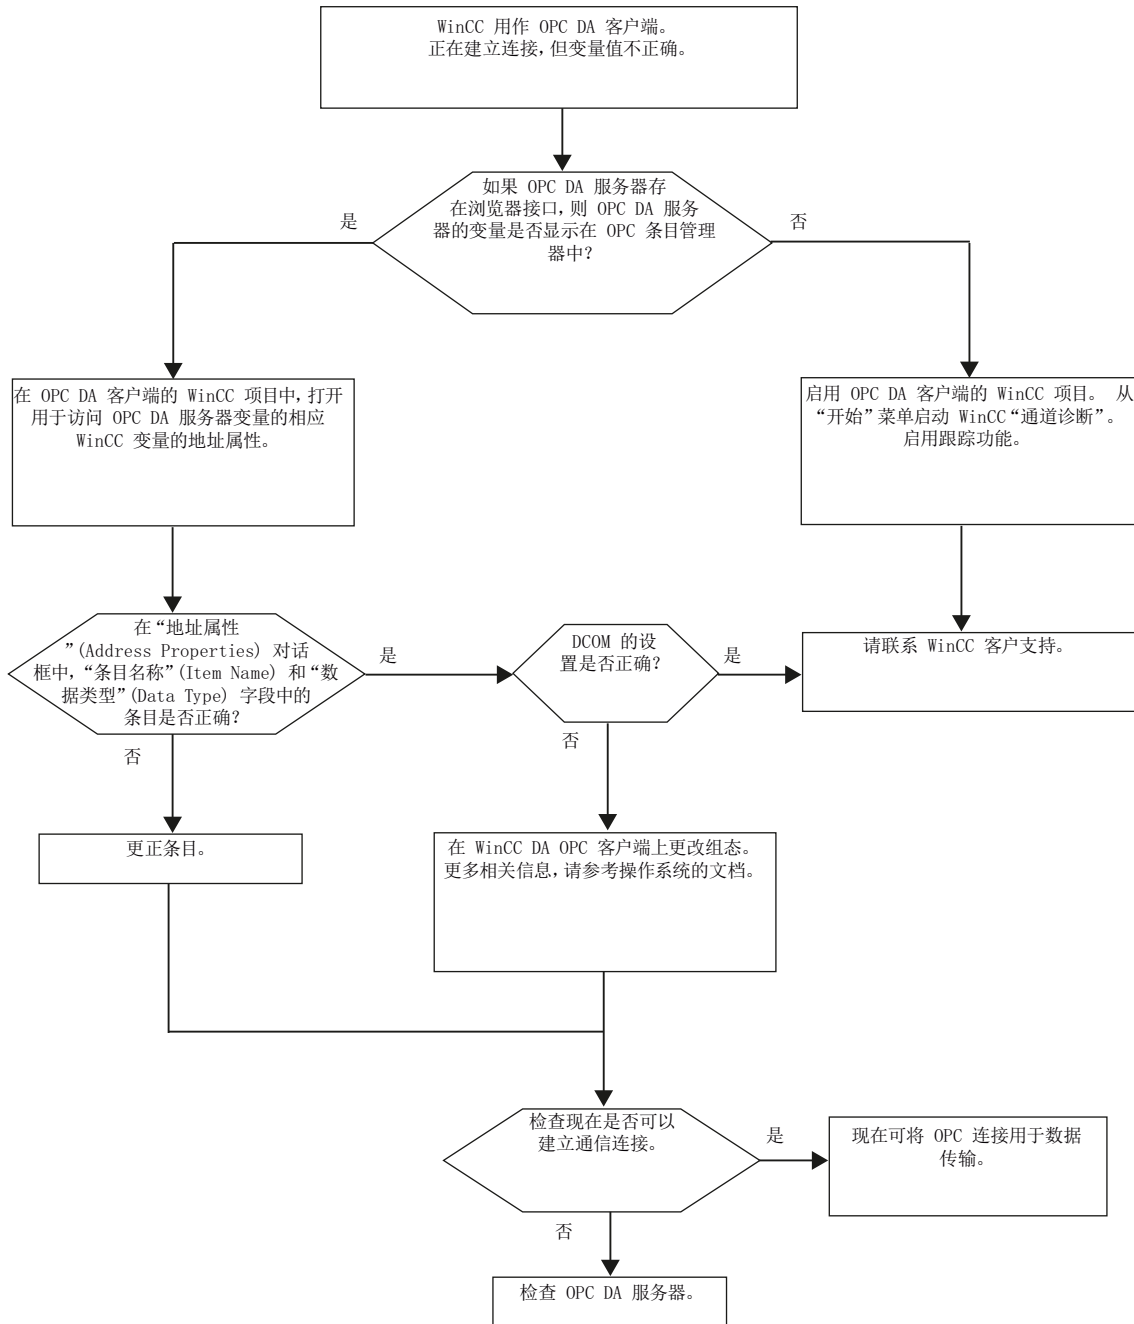 WinCC 用作 OPC DA 客户端。
正在建立连接，但变量值不正确。
如果 OPC DA 服务器存
在浏览器接口，则 OPC DA 服务
器的变量是否显示在 OPC 条目管理
器中？
是
否
在 OPC DA 客户端的 WinCC 项目中，打开
用于访问 OPC DA 服务器变量的相应
WinCC 变量的地址属性。
启用 OPC DA 客户端的 WinCC 项目。 从
“开始”菜单启动 WinCC“通道诊断”。
启用跟踪功能。
在“地址属性
”(Address Properties) 对话
框中，“条目名称”(Item Name) 和“数
据类型”(Data Type) 字段中的
条目是否正确？
是
DCOM 的设
置是否正确？
是
请联系 WinCC 客户支持。
否
否
更正条目。
在 WinCC DA OPC 客户端上更改组态。
更多相关信息，请参考操作系统的文档。
检查现在是否可以
建立通信连接。
是
现在可将 OPC 连接用于数据
传输。
否
检查 OPC DA 服务器。